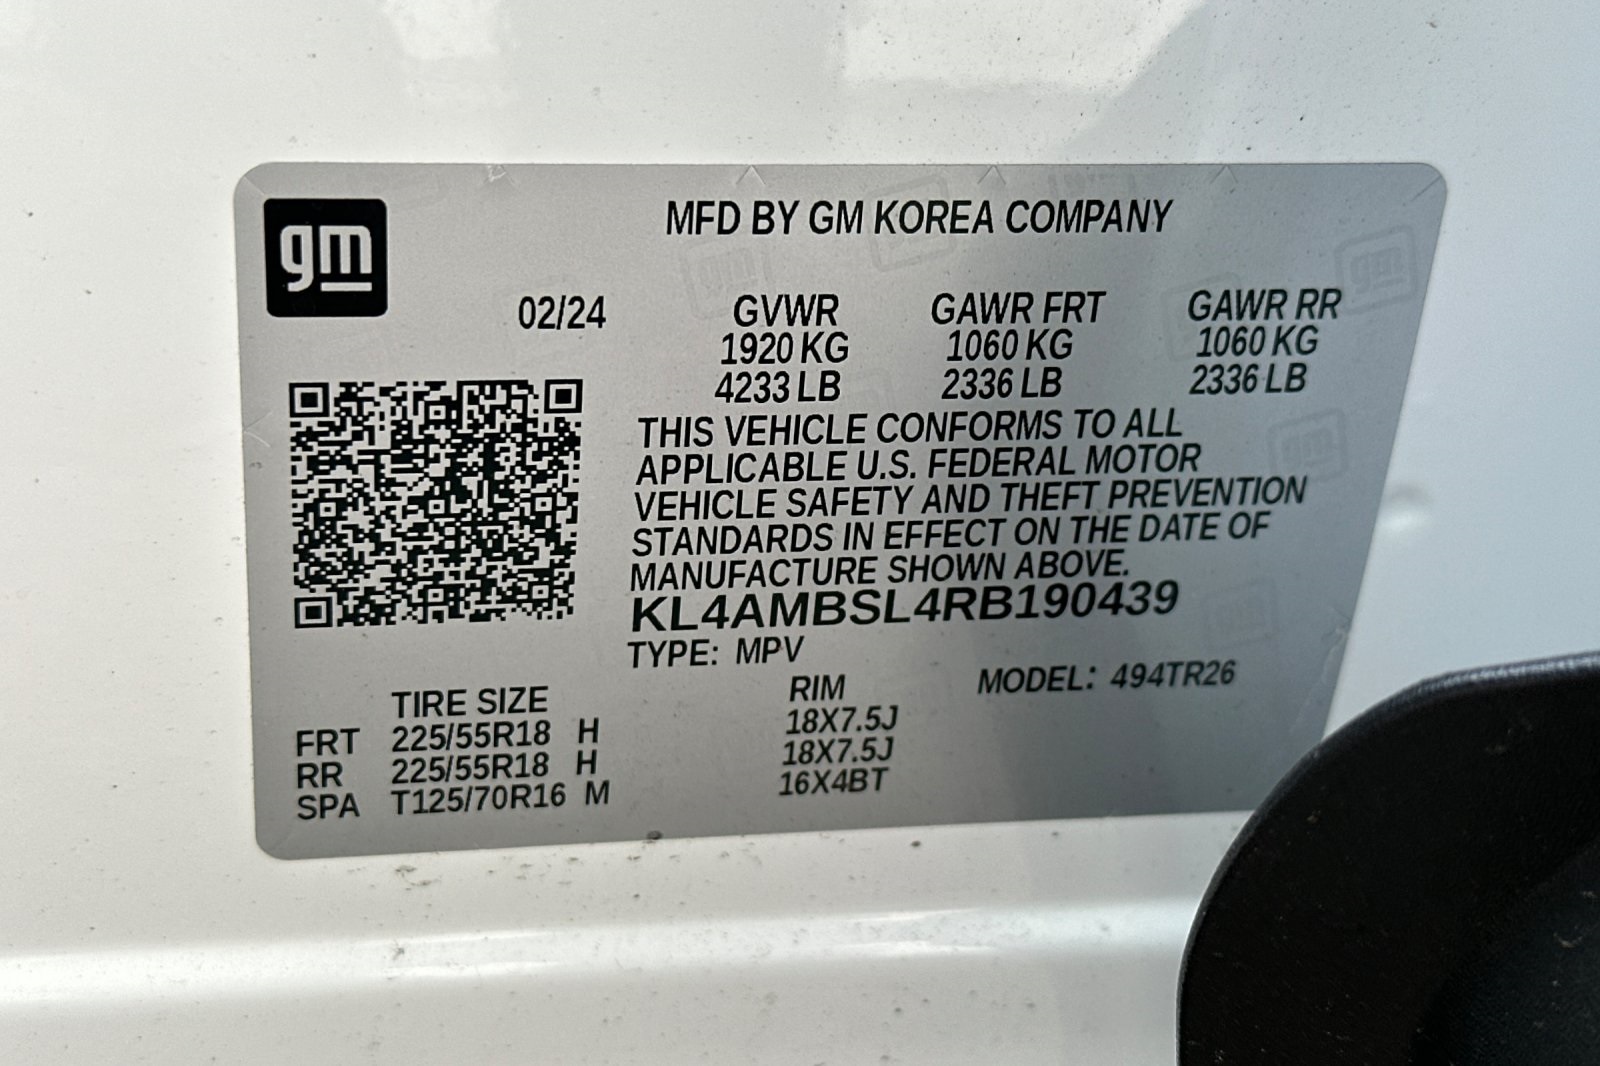 gm
MFD BY GM KOREA COMPANY
02/24 GVWR GAWR FRT GAWR RR
1920 KG 1060 KG 1060 KG
4233 LB 2336 LB 2336 LB
THIS VEHICLE CONFORMS TO ALL
APPLICABLE U.S. FEDERAL MOTOR
VEHICLE SAFETY AND THEFT PREVENTION
STANDARDS IN EFFECT ON THE DATE OF
MANUFACTURE SHOWN ABOVE.
KL4AMBSL4RB190439
TYPE: MPV
MODEL: 494TR26
TIRE SIZE RIM
FRT 225/55R18 H 18X7.5J
RR 225/55R18 H 18X7.5J
SPA T125/70R16 M 16X4BT